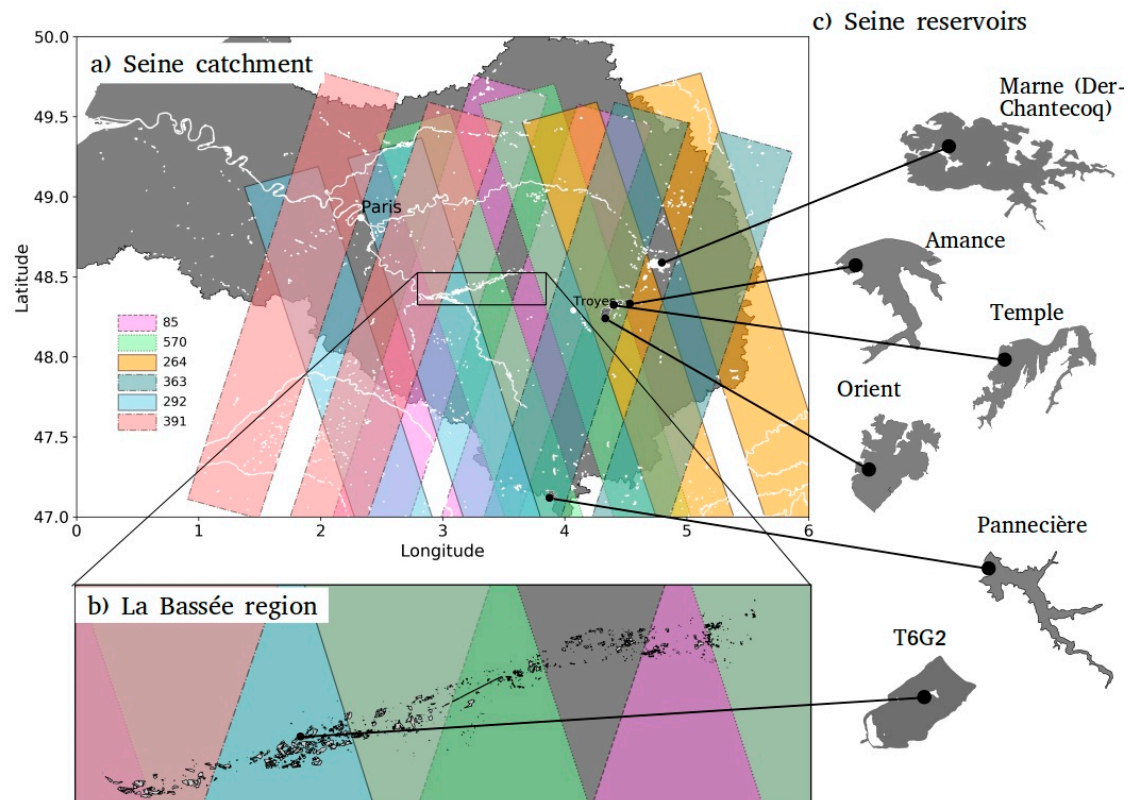 c) Seine reservoirs
a) Seine catchment
50.0
49.5
49.0
48.5
48.0
47.5
47.0
Latitude
0
1
2
3
4
5
6
Longitude
Paris
Troyes
85
570
264
363
292
391
Marne (Der-
Chantecoq)
Amance
Temple
Orient
Pannecière
T6G2
b) La Bassée region